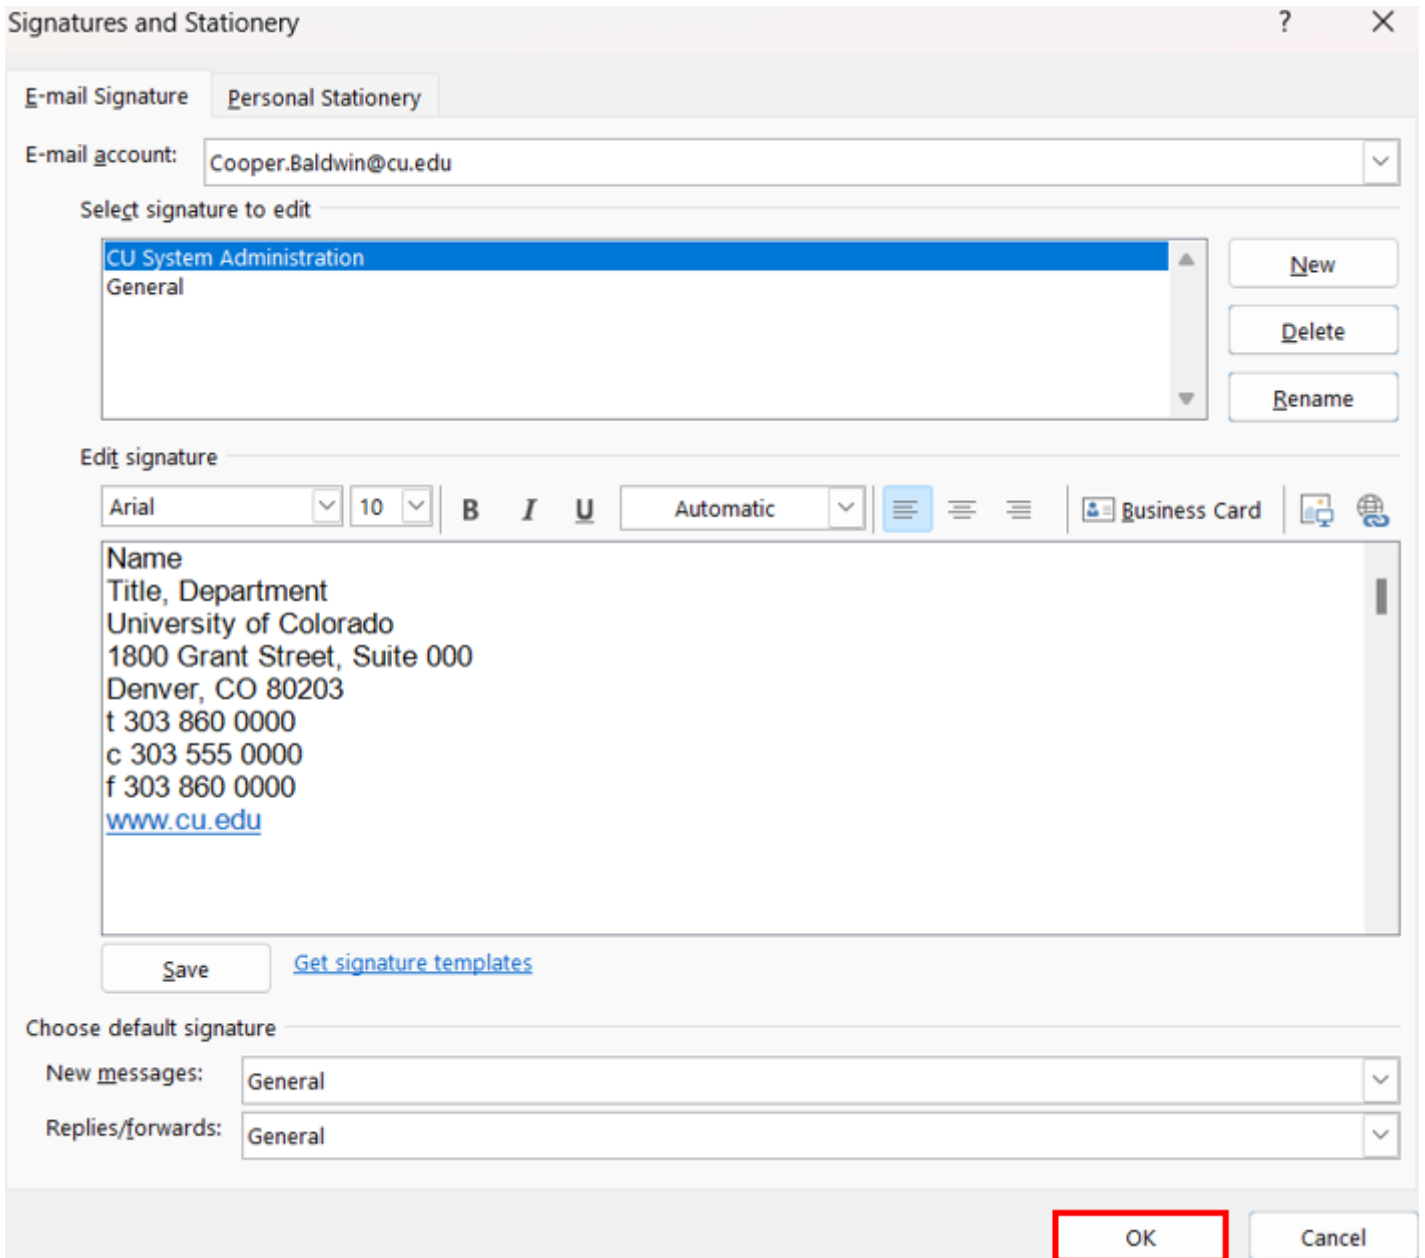 Signatures and Stationery ?
E-mail Signature Personal Stationery
E-mail account: Cooper.Baldwin@cu.edu
Select signature to edit
CU System Administration
General
New
Delete
Rename
Edit signature
Arial 10 B I U Automatic Business Card
Name
Title, Department
University of Colorado
1800 Grant Street, Suite 000
Denver, CO 80203
t 303 860 0000
c 303 555 0000
f 303 860 0000
www.cu.edu
Save Get signature templates
Choose default signature
New messages: General
Replies/forwards: General
OK Cancel